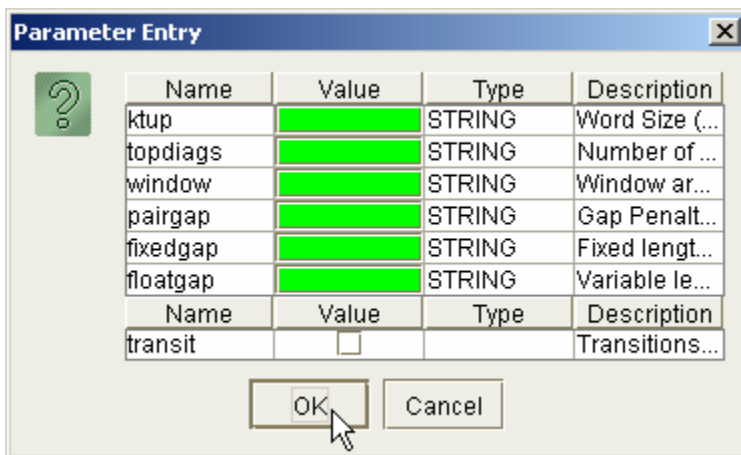 Parameter Entry
Name Value Type Description
ktup STRING Word Size (...
topdiags STRING Number of ...
window STRING Window ar...
pairgap STRING Gap Penalt...
fixedgap STRING Fixed lengt...
floatgap STRING Variable le...
Name Value Type Description
transit Transitions...
OK Cancel